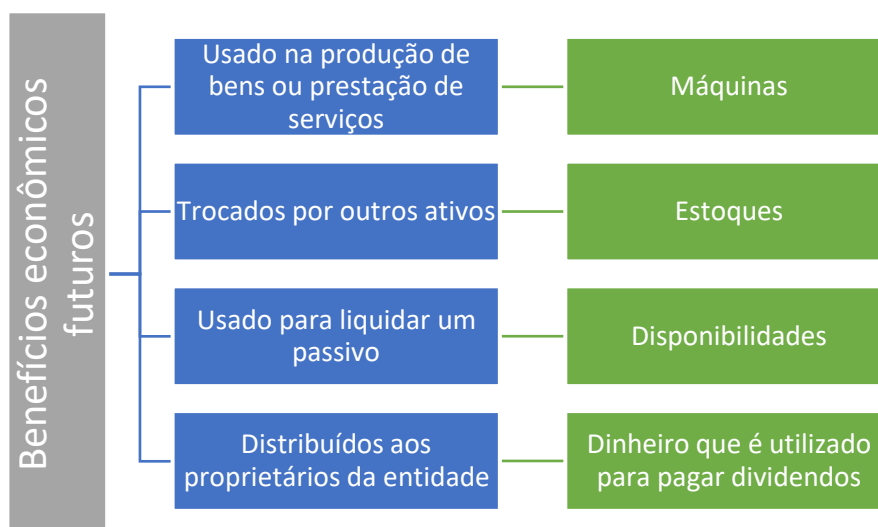 Benefícios econômicos
futuros
Usado na produção de
bens ou prestação de
serviços
Máquinas
Trocados por outros ativos
Estoques
Usado para liquidar um
passivo
Disponibilidades
Distribuídos aos
proprietários da entidade
Dinheiro que é utilizado
para pagar dividendos